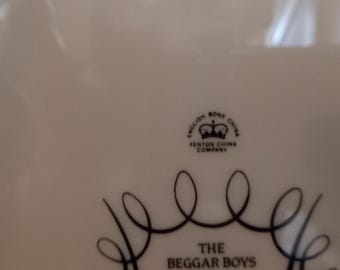 ENGLISH BONE CHINA
FENTON CHINA
COMPANY
THE
BEGGAR BOYS